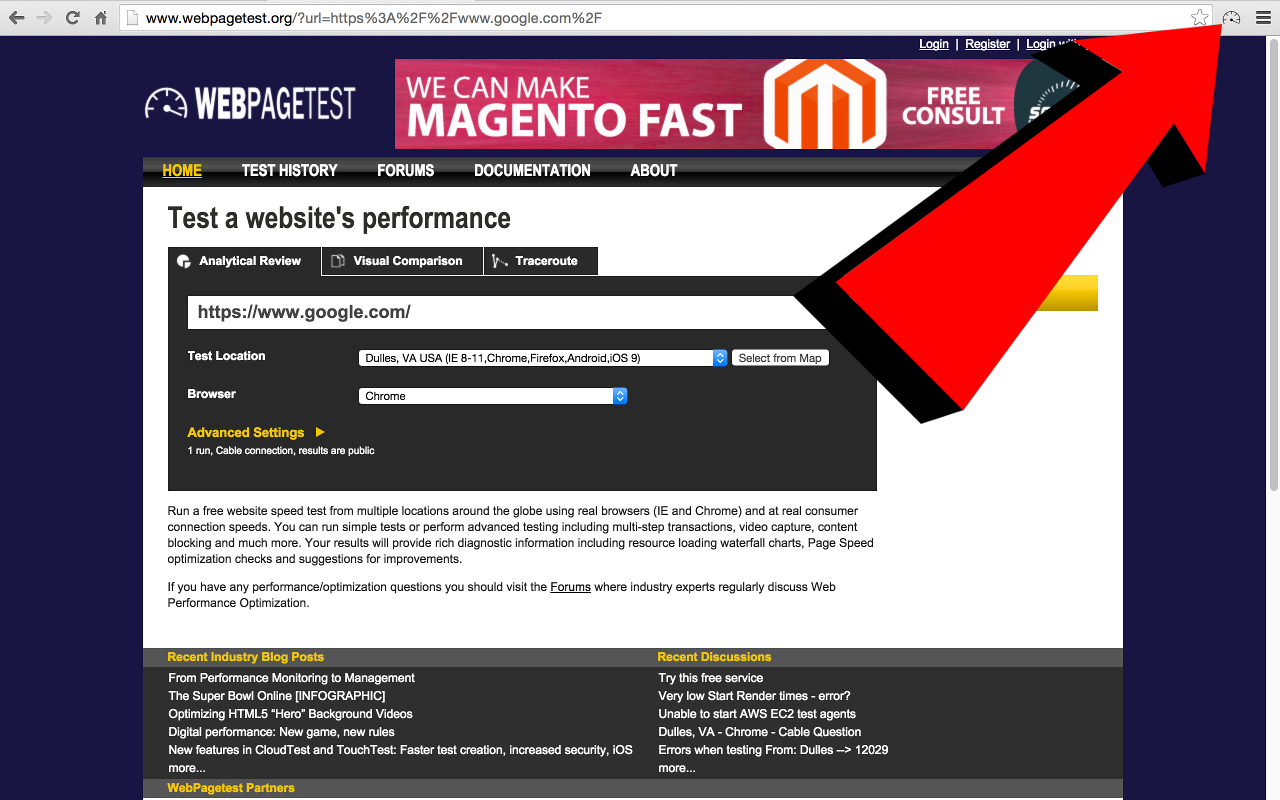 www.webpagetest.org/?url=https%3A%2F%2Fwww.google.com%2F
Login | Register | Login
WEBPAGETEST
WE CAN MAKE
MAGENTO FAST
FREE
CONSULT
HOME TEST HISTORY FORUMS DOCUMENTATION ABOUT
Test a website's performance
Analytical Review Visual Comparison Traceroute
https://www.google.com/
Test Location Dulles, VA USA (IE 8-11,Chrome,Firefox,Android,iOS 9) Select from Map
Browser Chrome
Advanced Settings
1 run, Cable connection, results are public
Run a free website speed test from multiple locations around the globe using real browsers (IE and Chrome) and at real consumer
connection speeds. You can run simple tests or perform advanced testing including multi-step transactions, video capture, content
blocking and much more. Your results will provide rich diagnostic information including resource loading waterfall charts, Page Speed
optimization checks and suggestions for improvements.
If you have any performance/optimization questions you should visit the Forums where industry experts regularly discuss Web
Performance Optimization.
Recent Industry Blog Posts
From Performance Monitoring to Management
The Super Bowl Online [INFOGRAPHIC]
Optimizing HTML5 “Hero” Background Videos
Digital performance: New game, new rules
New features in CloudTest and TouchTest: Faster test creation, increased security, iOS
more...
Recent Discussions
Try this free service
Very low Start Render times - error?
Unable to start AWS EC2 test agents
Dulles, VA - Chrome - Cable Question
Errors when testing From: Dulles --> 12029
more...
WebPagetest Partners